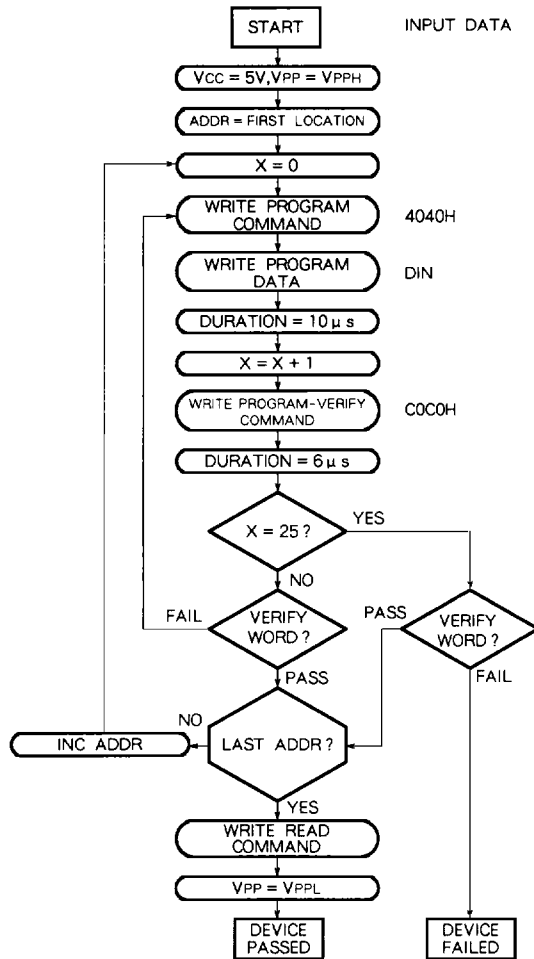 START
INPUT DATA
VCC = 5V, VPP = VPPH
ADDR = FIRST LOCATION
X = 0
WRITE PROGRAM
COMMAND
4040H
WRITE PROGRAM
DATA
DIN
DURATION = 10 μ s
X = X + 1
WRITE PROGRAM-VERIFY
COMMAND
C0C0H
DURATION = 6 μ s
X = 25 ?
YES
NO
FAIL
VERIFY
WORD ?
PASS
VERIFY
WORD ?
PASS
FAIL
NO
INC ADDR
LAST ADDR ?
YES
WRITE READ
COMMAND
VPP = VPPL
DEVICE
PASSED
DEVICE
FAILED